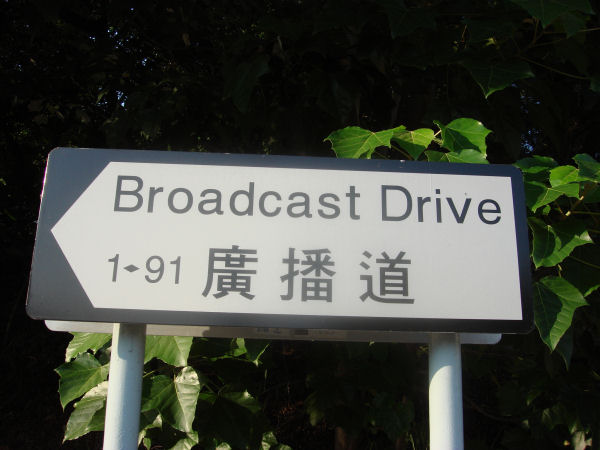 Broadcast Drive
1◂▸91 廣播道